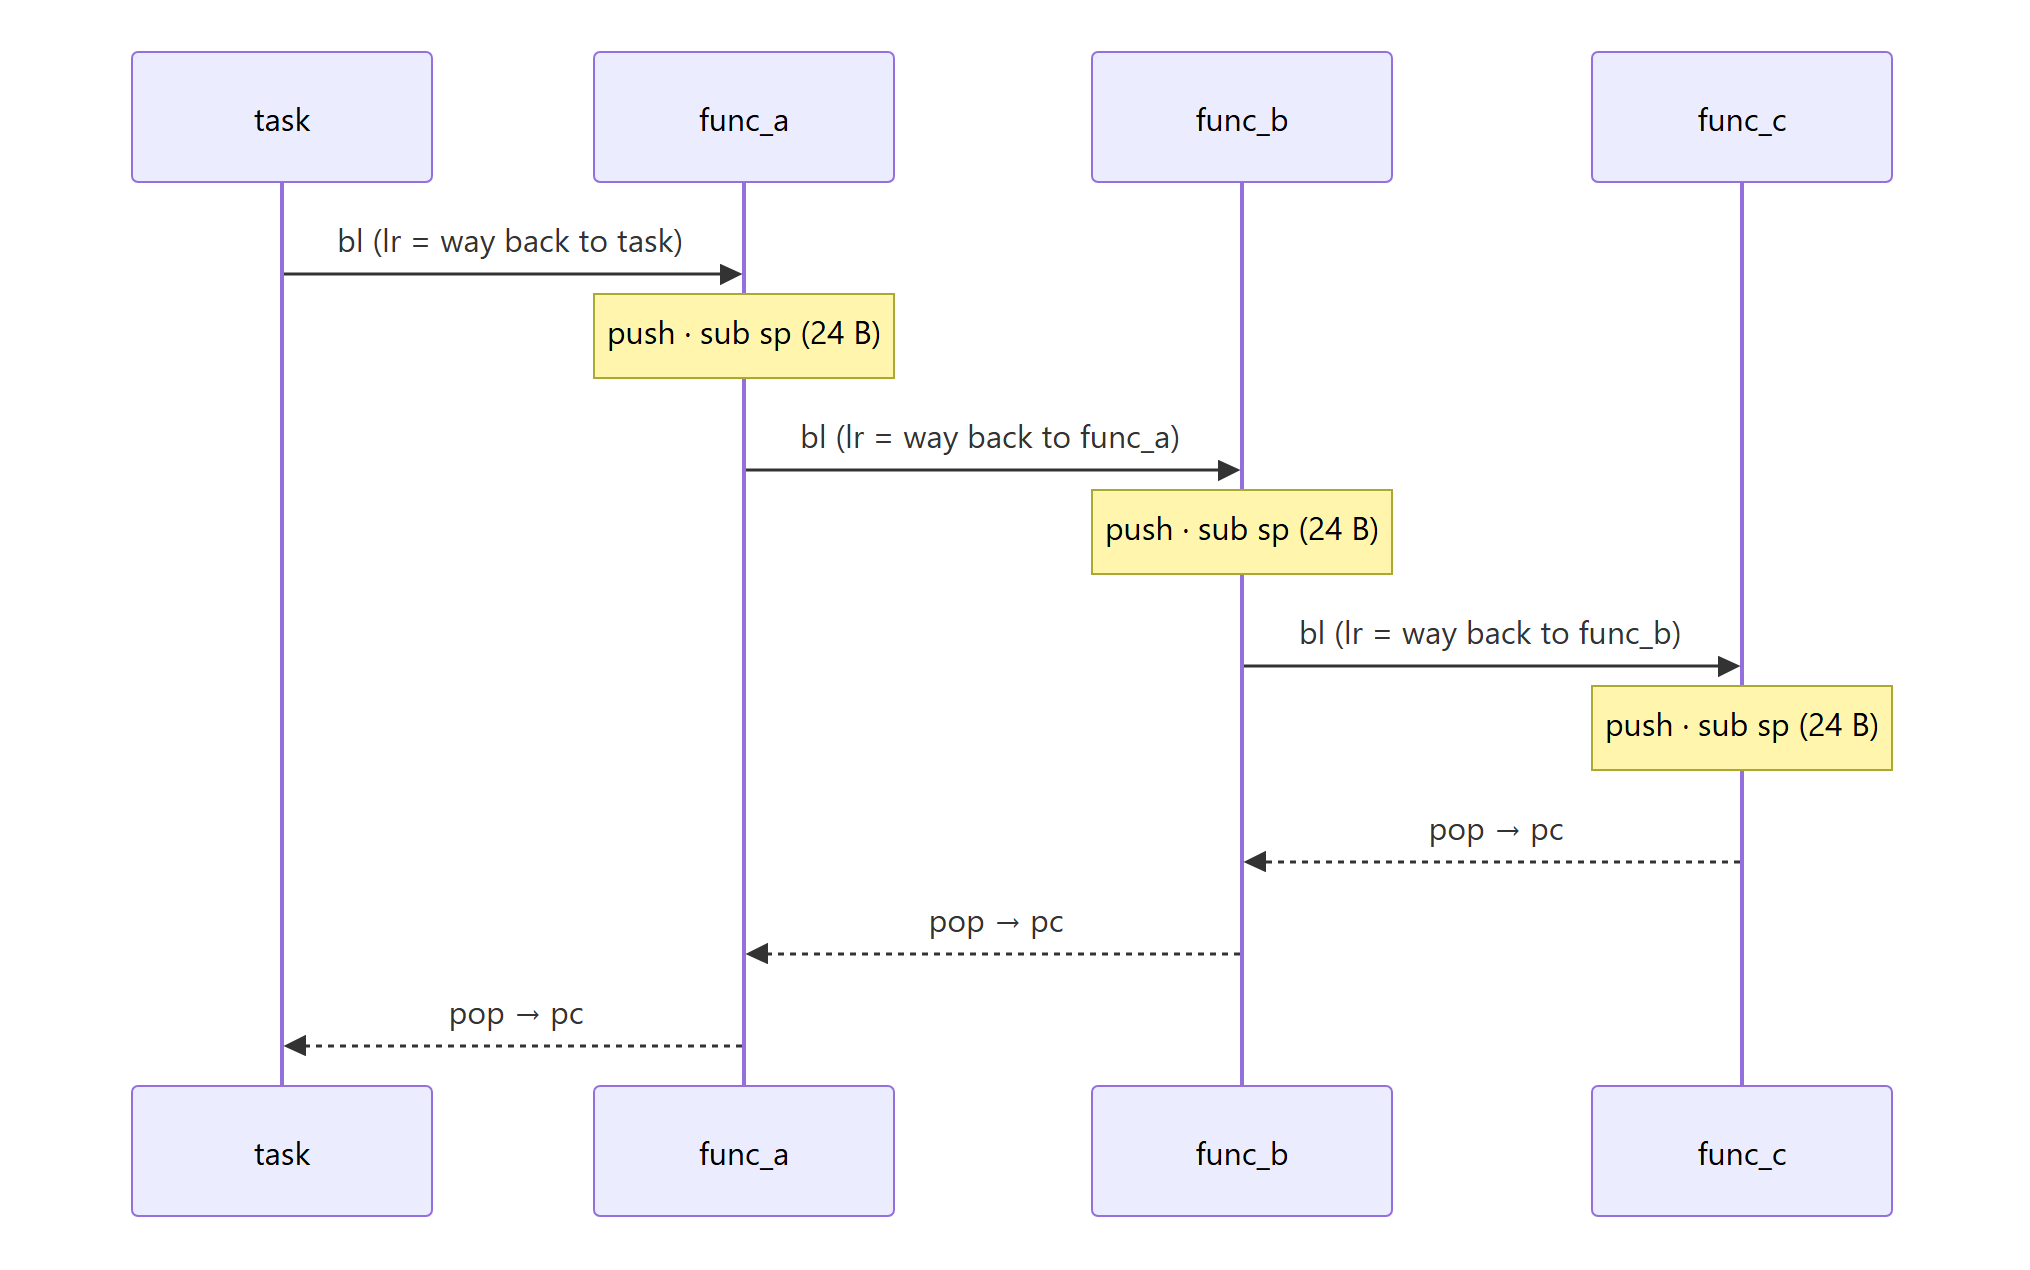 task
func_a
func_b
func_c
bl (lr = way back to task)
push · sub sp (24 B)
bl (lr = way back to func_a)
push · sub sp (24 B)
bl (lr = way back to func_b)
push · sub sp (24 B)
pop → pc
pop → pc
pop → pc
task
func_a
func_b
func_c